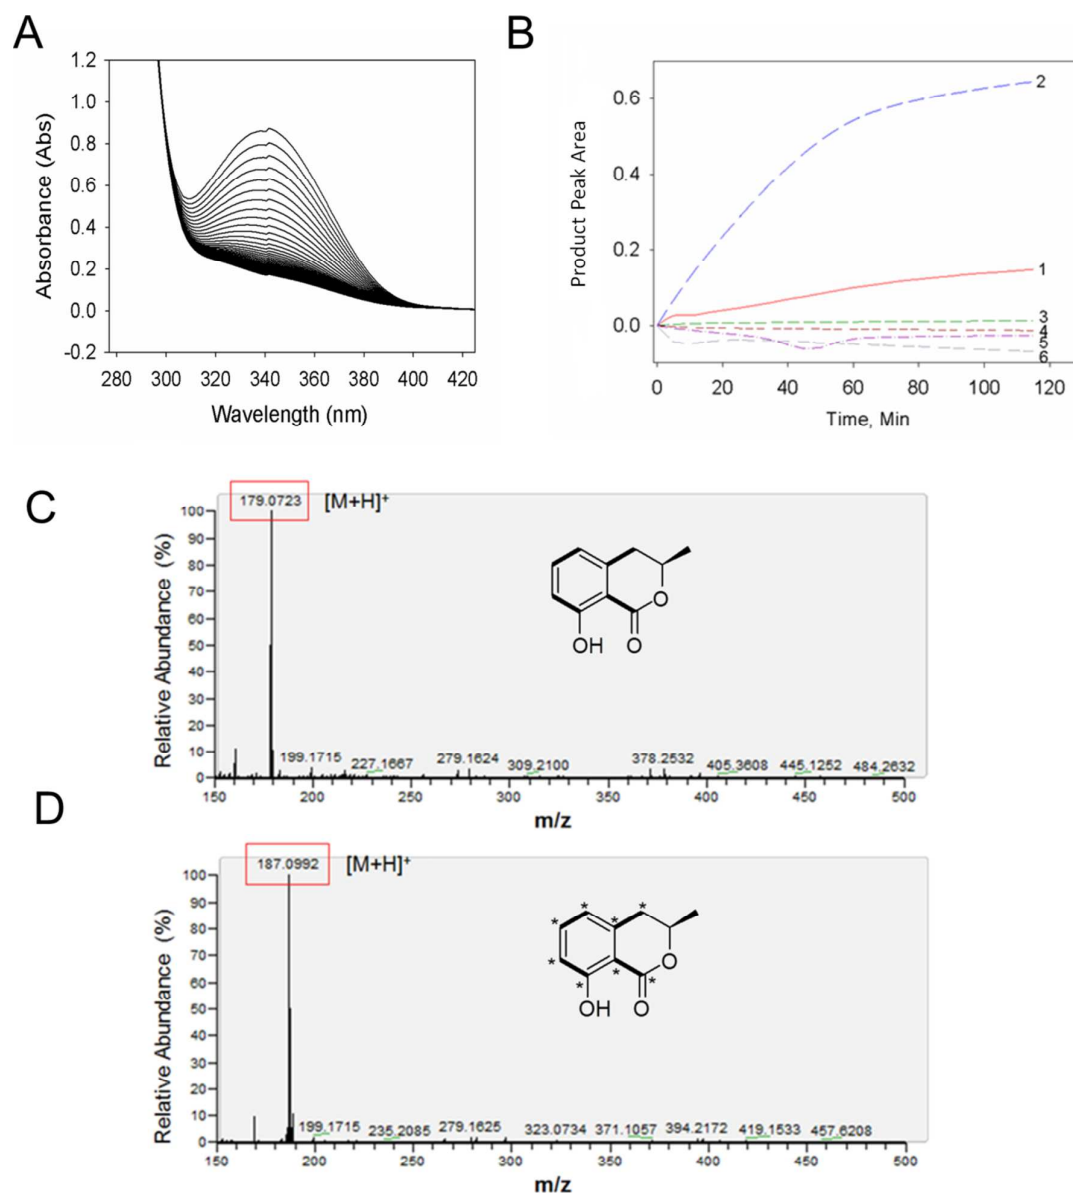 A
Absorbance (Abs)
1.2
1.0
0.8
0.6
0.4
0.2
0.0
-0.2
280 300 320 340 360 380 400 420
Wavelength (nm)
B
Product Peak Area
0.6
0.4
0.2
0.0
2
1
3
4
5
6
0 20 40 60 80 100 120
Time, Min
C
179.0723 [M+H]+
Relative Abundance (%)
100
90
80
70
60
50
40
30
20
10
0
O
OH O
199.1715 227.1667 279.1624 309.2100 378.2532 405.3608 445.1252 484.2632
150 200 250 300 350 400 450 500
m/z
D
187.0992 [M+H]+
Relative Abundance (%)
100
90
80
70
60
50
40
30
20
10
0
* * *
* *
O
* * *
*
OH O
199.1715 235.2085 279.1625 323.0734 371.1057 394.2172 419.1533 457.6208
150 200 250 300 350 400 450 500
m/z